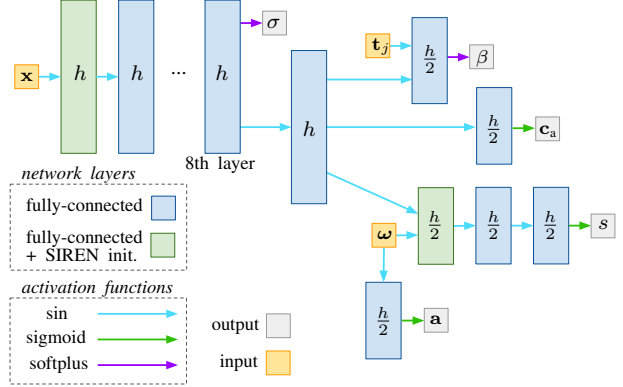 σ
t_j
x
h
h
...
h
h/2
β
h
h/2
c_a
8th layer
network layers
fully-connected
fully-connected
+ SIREN init.
h/2
h/2
h/2
s
ω
activation functions
sin
sigmoid
softplus
output
input
h/2
a